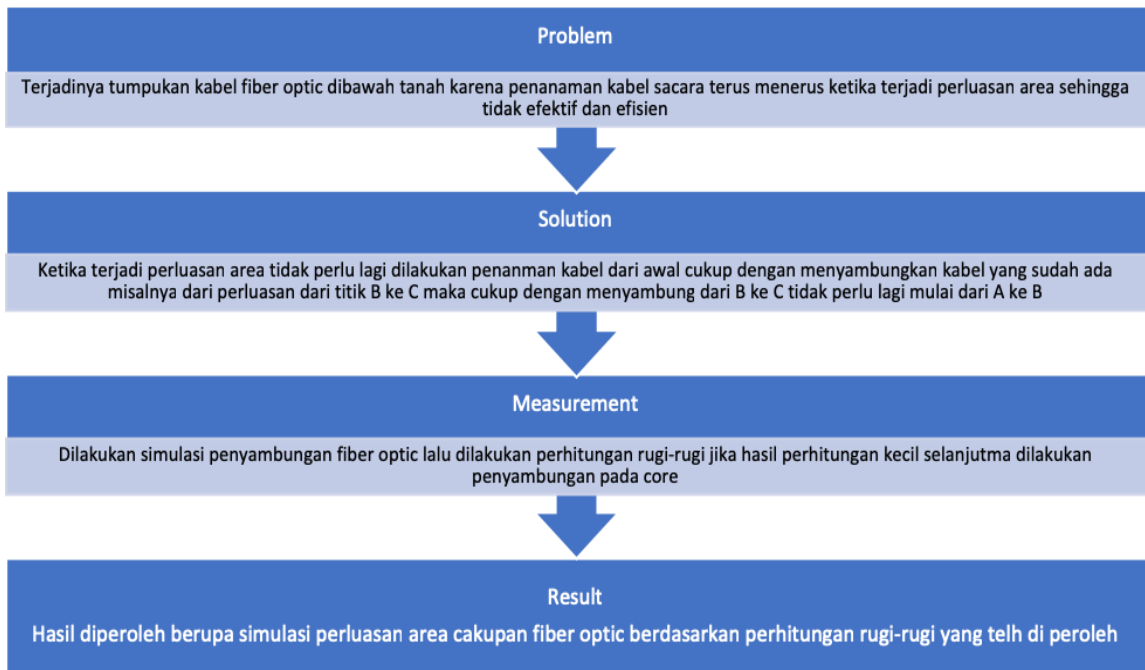 Problem
Terjadinya tumpukan kabel fiber optic dibawah tanah karena penanaman kabel sacara terus menerus ketika terjadi perluasan area sehingga
tidak efektif dan efisien
Solution
Ketika terjadi perluasan area tidak perlu lagi dilakukan penanman kabel dari awal cukup dengan menyambungkan kabel yang sudah ada
misalnya dari perluasan dari titik B ke C maka cukup dengan menyambung dari B ke C tidak perlu lagi mulai dari A ke B
Measurement
Dilakukan simulasi penyambungan fiber optic lalu dilakukan perhitungan rugi-rugi jika hasil perhitungan kecil selanjutma dilakukan
penyambungan pada core
Result
Hasil diperoleh berupa simulasi perluasan area cakupan fiber optic berdasarkan perhitungan rugi-rugi yang telh di peroleh